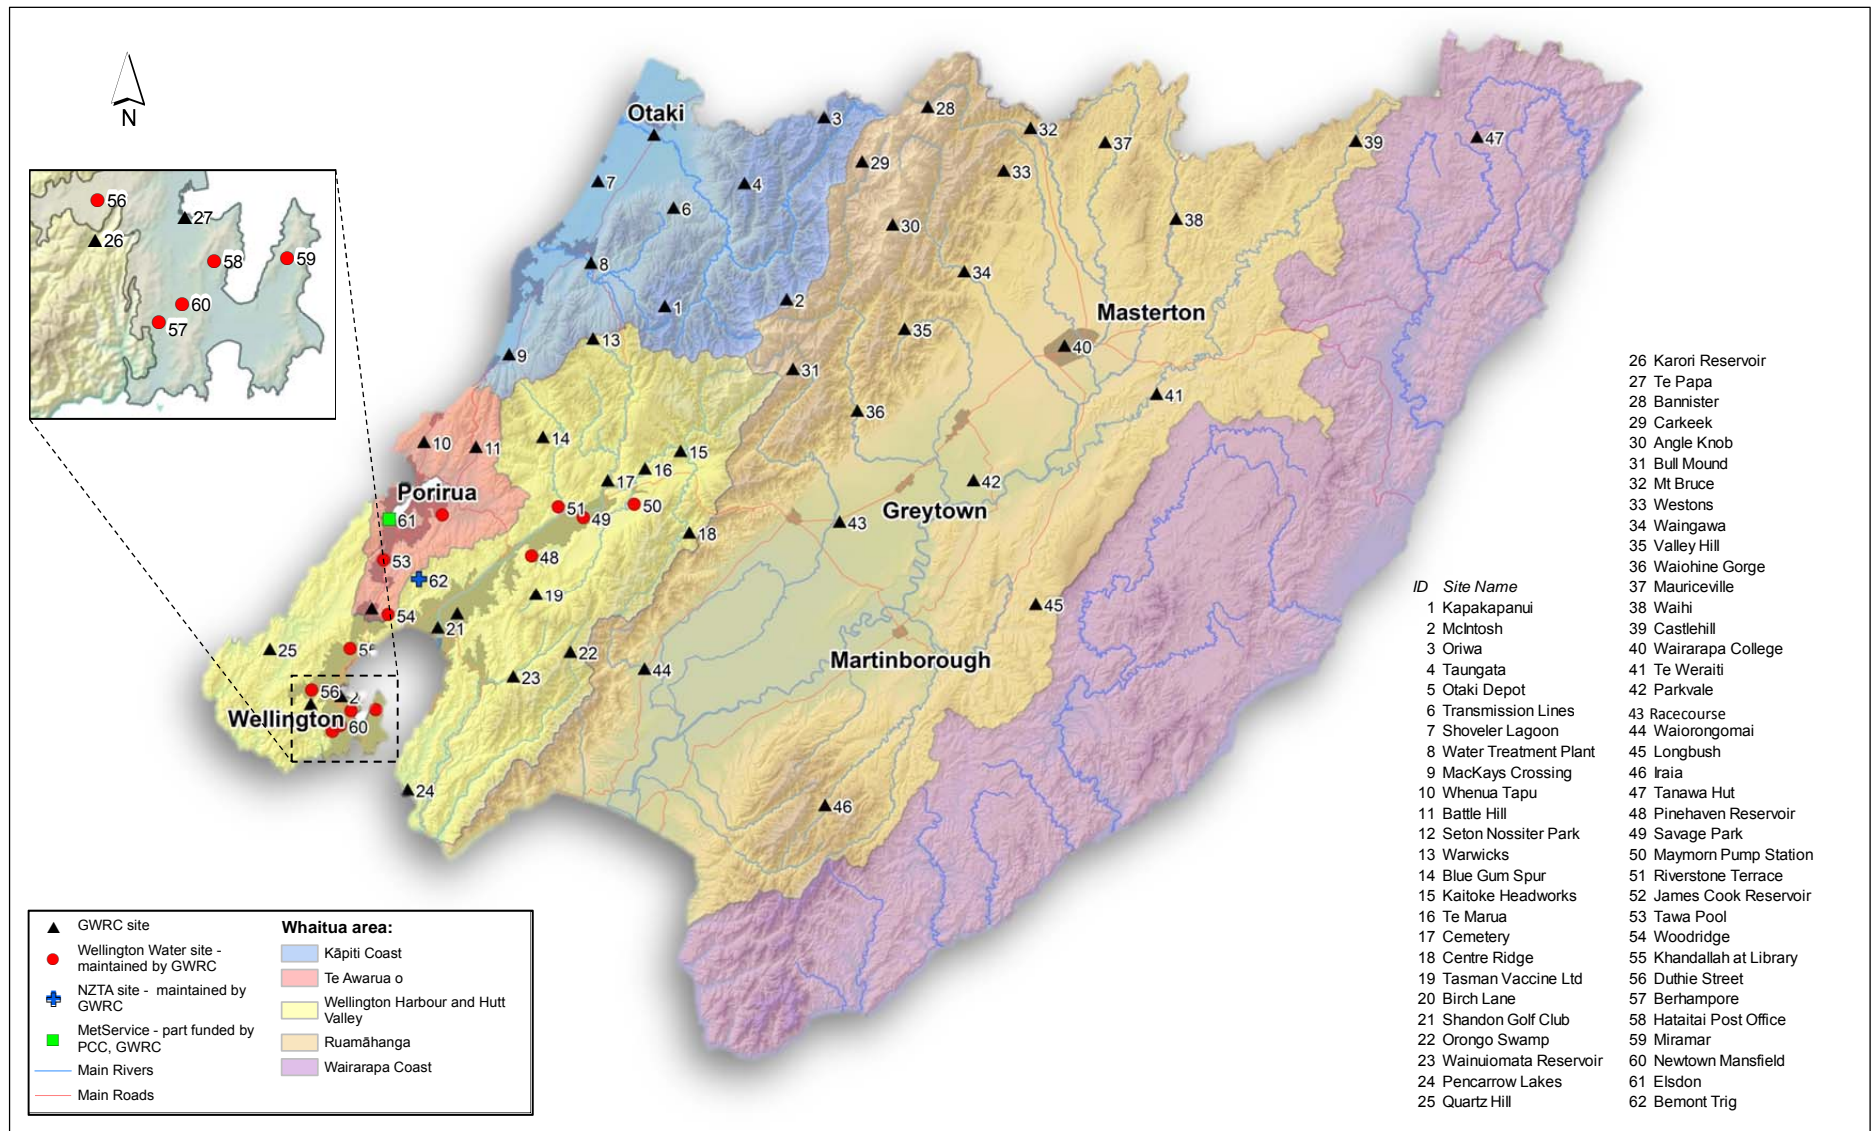 N
Otaki
3
28
32
37
39
47
7
4
29
33
6
38
30
8
34
1
2
Masterton
35
13
40
9
31
41
36
10
11
14
15
16
42
Porirua
17
51
50
Greytown
61
49
43
18
53
48
62
19
45
54
21
25
22
Martinborough
44
23
56
2
Wellington
60
24
46
56
27
26
58
59
60
57
GWRC site
Wellington Water site -
maintained by GWRC
NZTA site - maintained by
GWRC
MetService - part funded by
PCC, GWRC
Main Rivers
Main Roads
Whaitua area:
Kāpiti Coast
Te Awarua o
Wellington Harbour and Hutt
Valley
Ruamāhanga
Wairarapa Coast
ID Site Name
1 Kapakapanui
2 McIntosh
3 Oriwa
4 Taungata
5 Otaki Depot
6 Transmission Lines
7 Shoveler Lagoon
8 Water Treatment Plant
9 MacKays Crossing
10 Whenua Tapu
11 Battle Hill
12 Seton Nossiter Park
13 Warwicks
14 Blue Gum Spur
15 Kaitoke Headworks
16 Te Marua
17 Cemetery
18 Centre Ridge
19 Tasman Vaccine Ltd
20 Birch Lane
21 Shandon Golf Club
22 Orongo Swamp
23 Wainuiomata Reservoir
24 Pencarrow Lakes
25 Quartz Hill
26 Karori Reservoir
27 Te Papa
28 Bannister
29 Carkeek
30 Angle Knob
31 Bull Mound
32 Mt Bruce
33 Westons
34 Waingawa
35 Valley Hill
36 Waiohine Gorge
37 Mauriceville
38 Waihi
39 Castlehill
40 Wairarapa College
41 Te Weraiti
42 Parkvale
43 Racecourse
44 Waiorongomai
45 Longbush
46 Iraia
47 Tanawa Hut
48 Pinehaven Reservoir
49 Savage Park
50 Maymorn Pump Station
51 Riverstone Terrace
52 James Cook Reservoir
53 Tawa Pool
54 Woodridge
55 Khandallah at Library
56 Duthie Street
57 Berhampore
58 Hataitai Post Office
59 Miramar
60 Newtown Mansfield
61 Elsdon
62 Bemont Trig